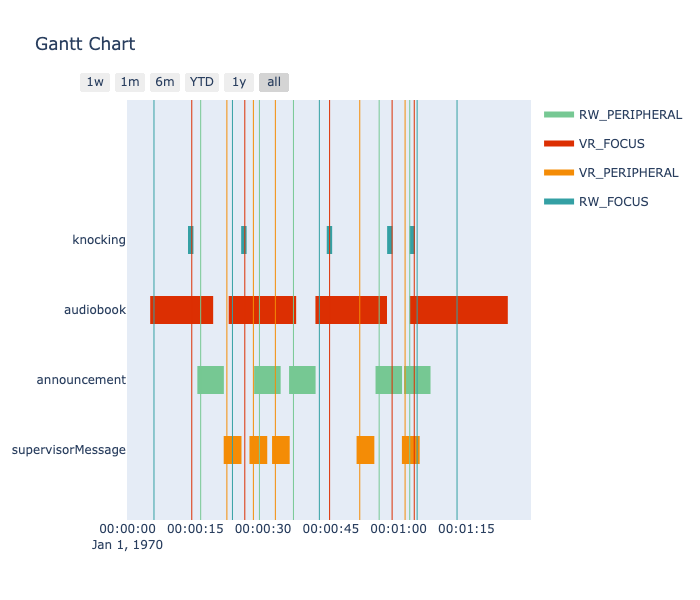 Gantt Chart
1w 1m 6m YTD 1y all
RW_PERIPHERAL
VR_FOCUS
VR_PERIPHERAL
RW_FOCUS
knocking
audiobook
announcement
supervisorMessage
00:00:00 00:00:15 00:00:30 00:00:45 00:01:00 00:01:15
Jan 1, 1970